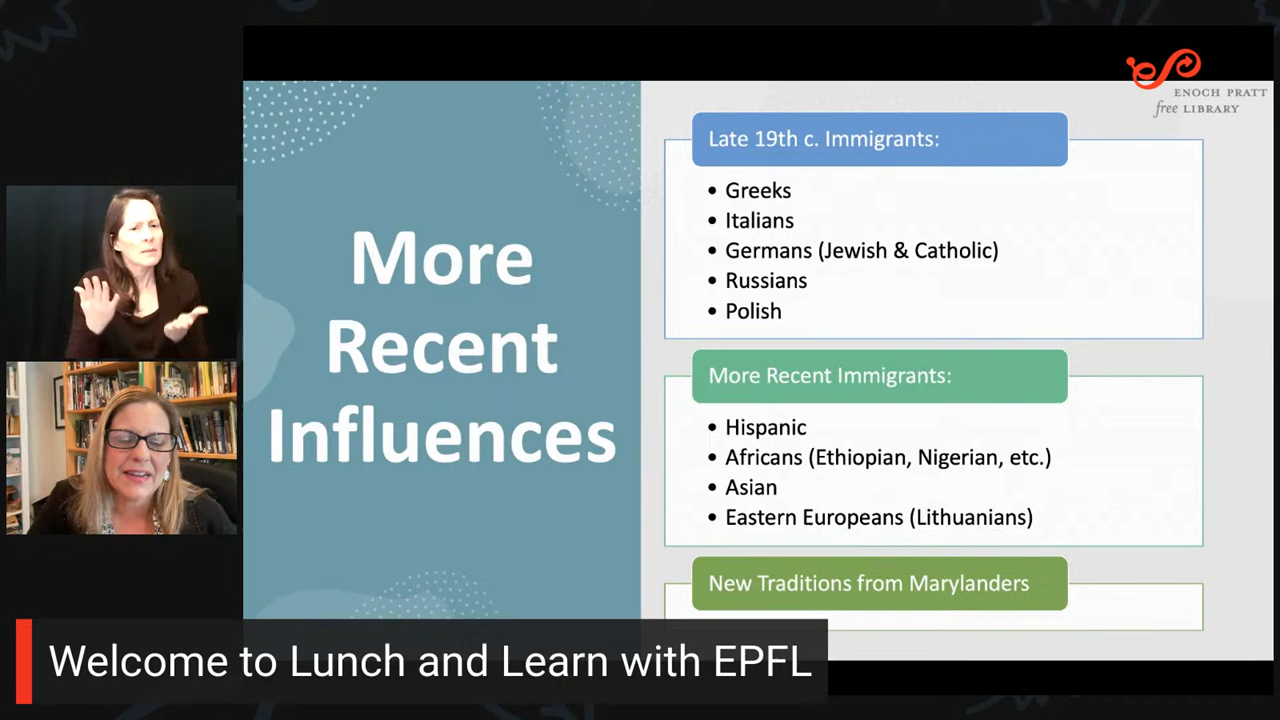 ENOCH PRATT
free LIBRARY
More
Recent
Influences
Late 19th c. Immigrants:
• Greeks
• Italians
• Germans (Jewish & Catholic)
• Russians
• Polish
More Recent Immigrants:
• Hispanic
• Africans (Ethiopian, Nigerian, etc.)
• Asian
• Eastern Europeans (Lithuanians)
New Traditions from Marylanders
Welcome to Lunch and Learn with EPFL